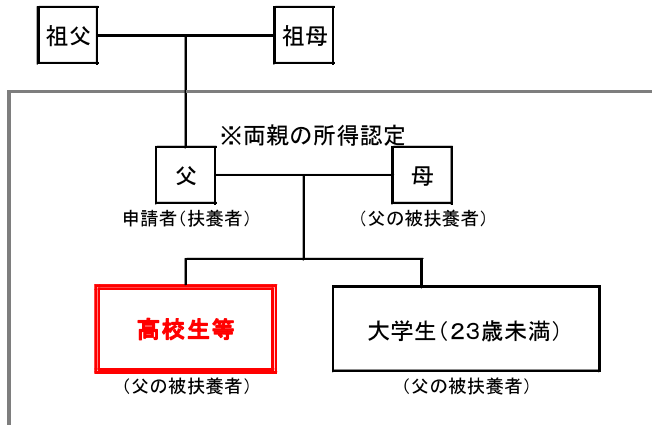 祖父
祖母
※両親の所得認定
父
母
申請者(扶養者)
(父の被扶養者)
高校生等
大学生(23歳未満)
(父の被扶養者)
(父の被扶養者)